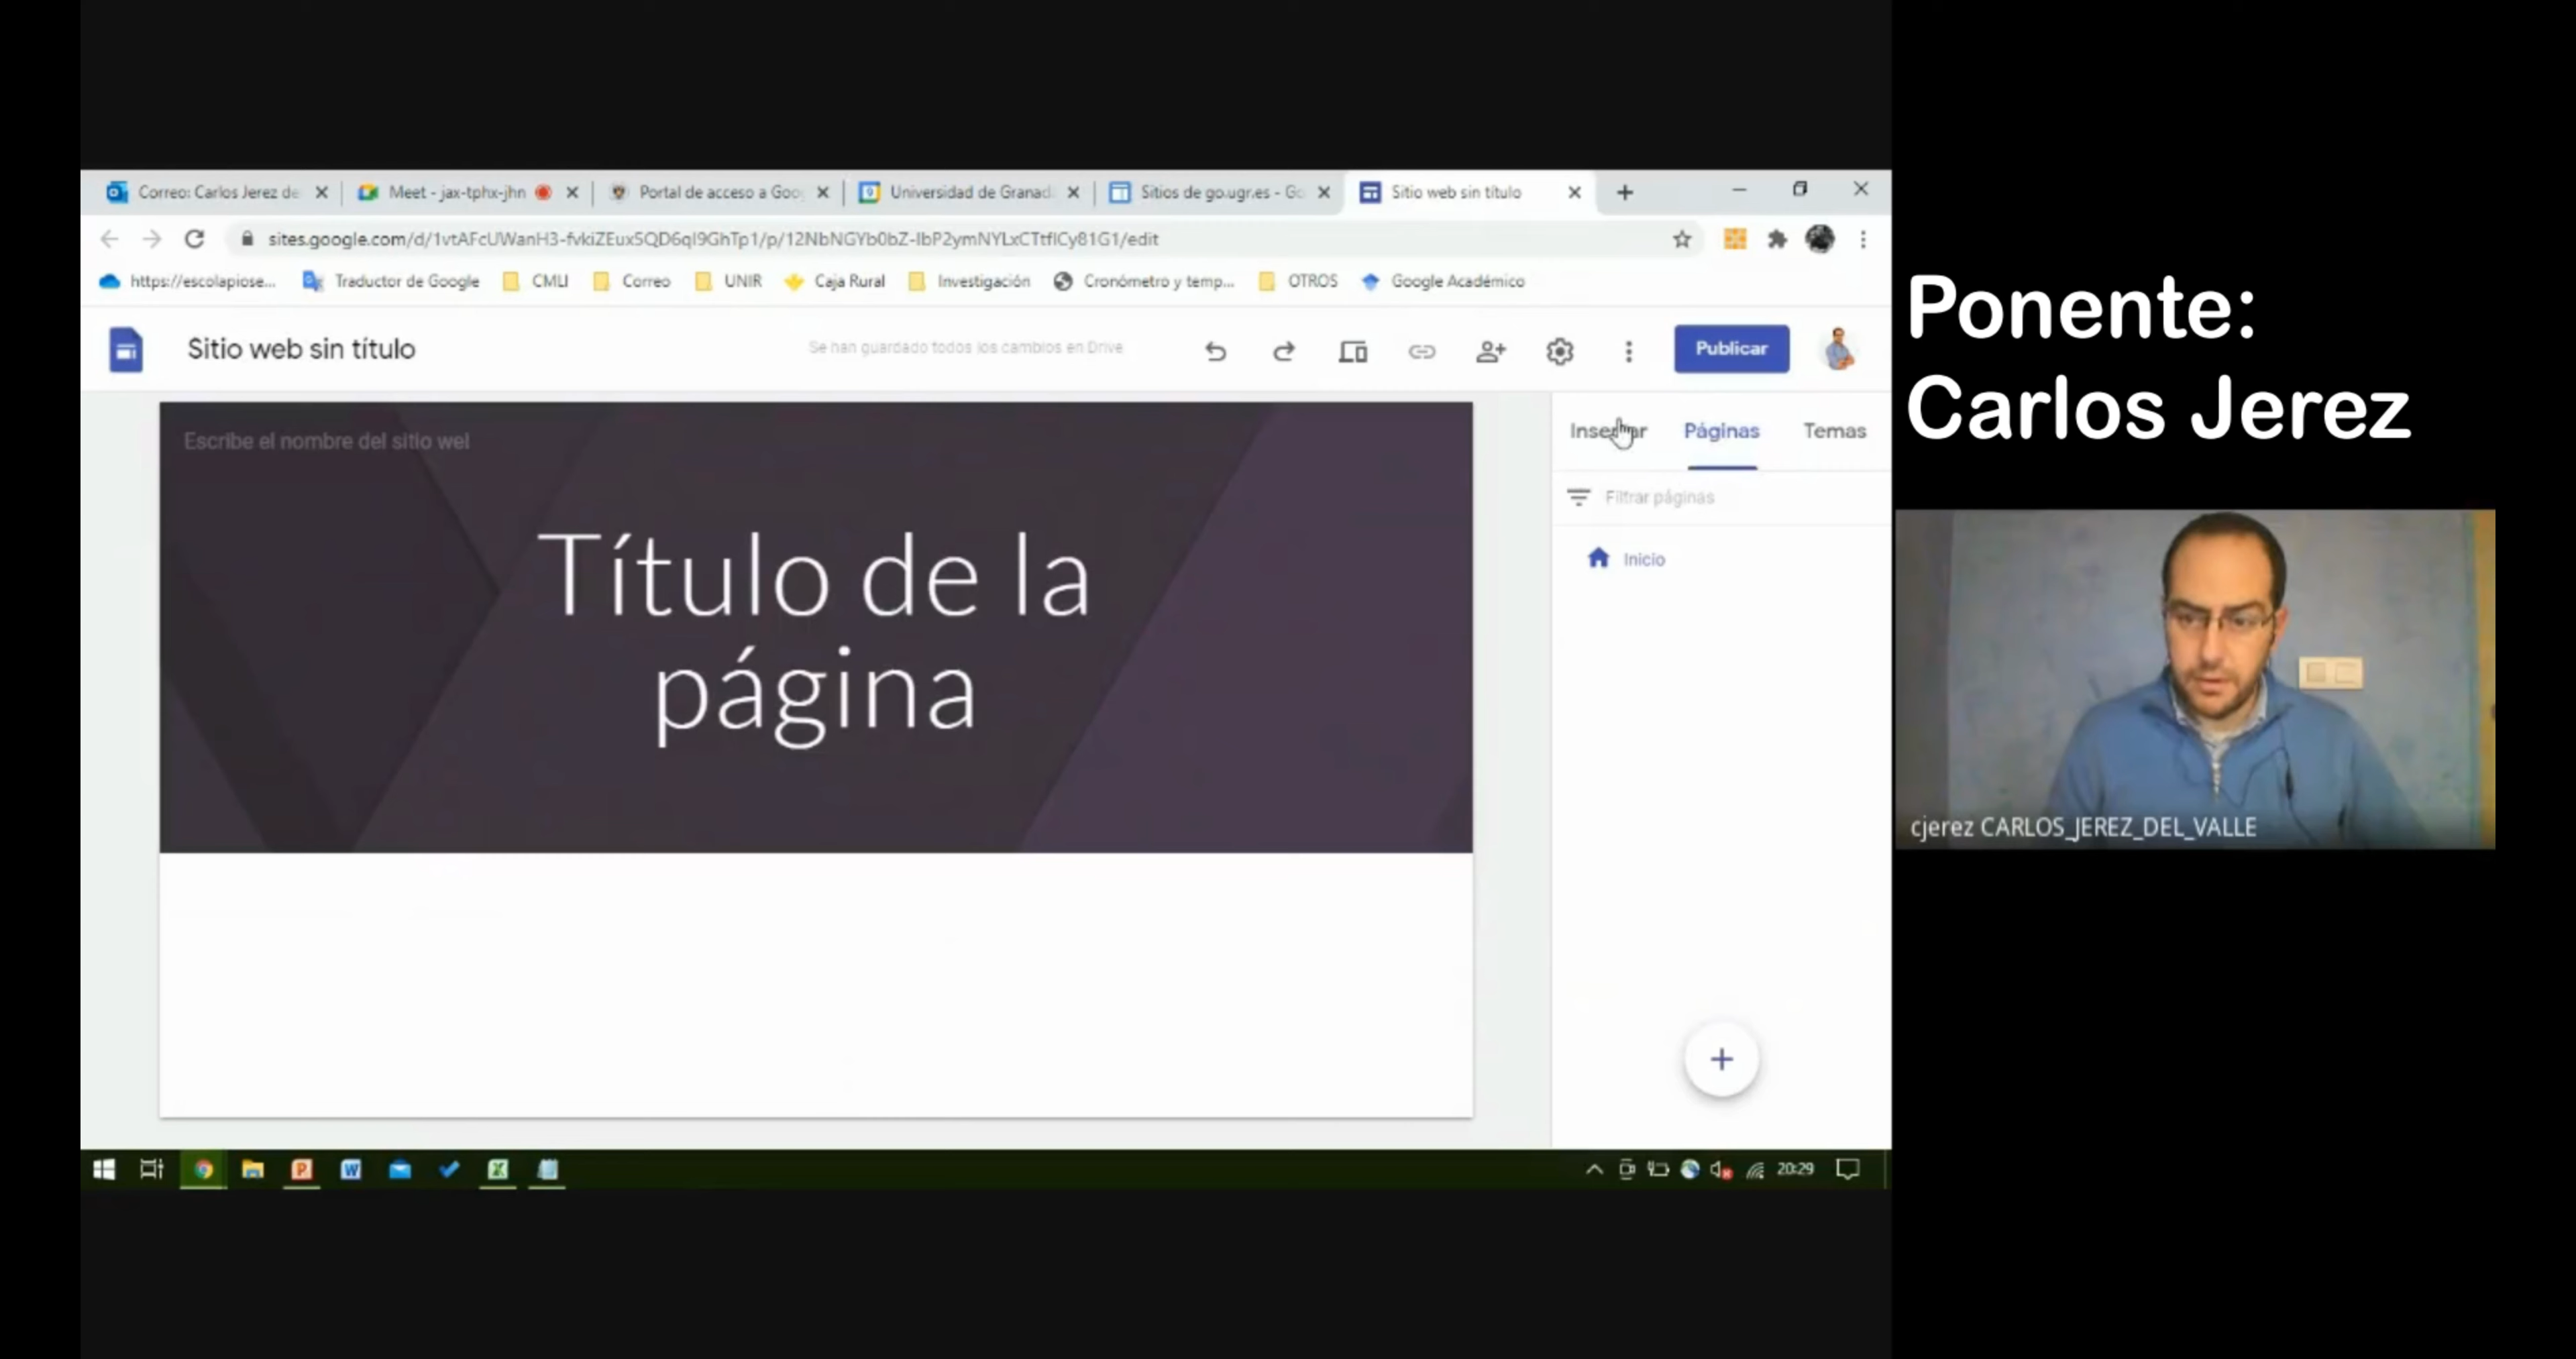 Correo: Carlos Jerez de
Meet - jax-tphx-jhn
Portal de acceso a Goo
Universidad de Granad
Sitios de go.ugr.es - Go
Sitio web sin título
sites.google.com/d/1vtAFcUWanH3-fvkiZEuxSQD6qI9GhTp1/p/12NbNGYb0bZ-IbP2ymNYLxCTtfICy81G1/edit
https://escolapiose...
Traductor de Google
CMLI
Correo
UNIR
Caja Rural
Investigación
Cronómetro y temp...
OTROS
Google Académico
Sitio web sin título
Se han guardado todos los cambios en Drive
Publicar
Escribe el nombre del sitio wel
Título de la
página
Insertar
Páginas
Temas
Filtrar páginas
Inicio
20:29
Ponente:
Carlos Jerez
cjerez CARLOS_JEREZ_DEL_VALLE